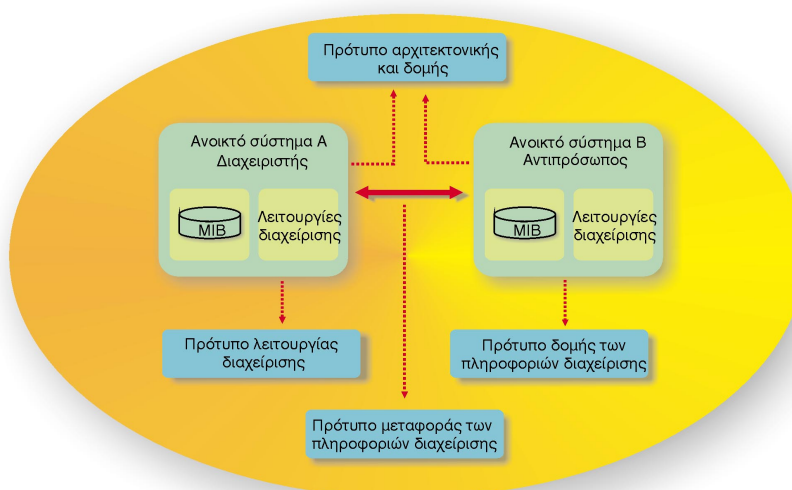 Πρότυπο αρχιτεκτονικής
και δομής
Ανοικτό σύστημα Α
Διαχειριστής
MIB
Λειτουργίες
διαχείρισης
Ανοικτό σύστημα Β
Αντιπρόσωπος
MIB
Λειτουργίες
διαχείρισης
Πρότυπο λειτουργίας
διαχείρισης
Πρότυπο δομής των
πληροφοριών διαχείρισης
Πρότυπο μεταφοράς των
πληροφοριών διαχείρισης